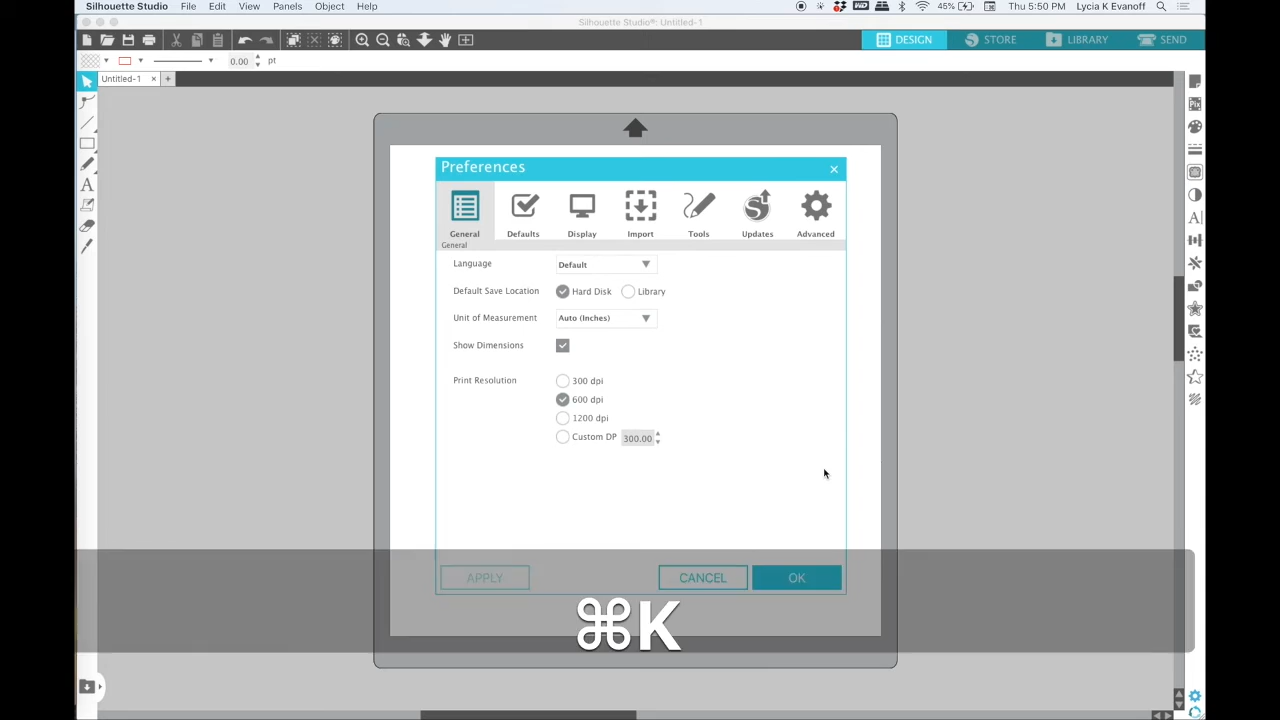 Silhouette Studio File Edit View Panels Object Help 45% Thu 5:50 PM Lycia K Evanoff
Silhouette Studio®: Untitled-1
DESIGN STORE LIBRARY SEND
0.00 pt
Untitled-1 × +
Preferences
General Defaults Display Import Tools Updates Advanced
General
Language Default
Default Save Location Hard Disk Library
Unit of Measurement Auto (Inches)
Show Dimensions
Print Resolution 300 dpi
600 dpi
1200 dpi
Custom DP 300.00
APPLY CANCEL OK
⌘K